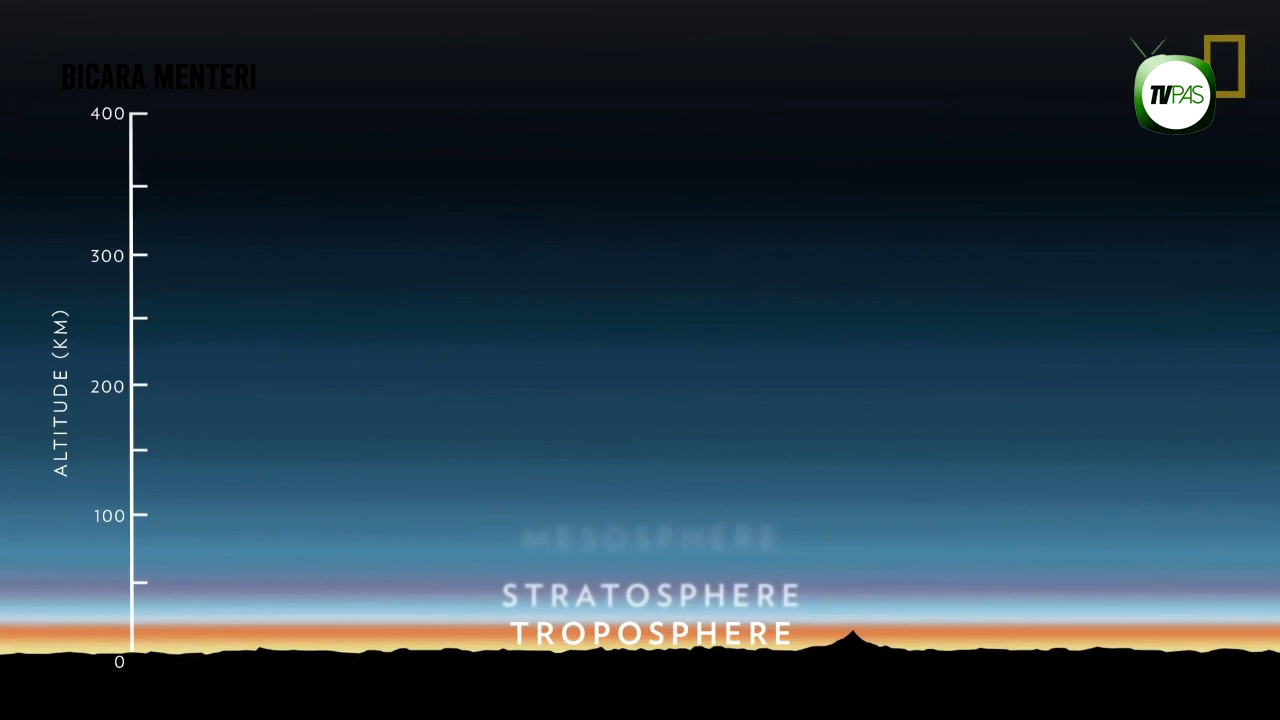 BICARA MENTERI
TVPAS
400
300
200
100
0
ALTITUDE (KM)
MESOSPHERE
STRATOSPHERE
TROPOSPHERE